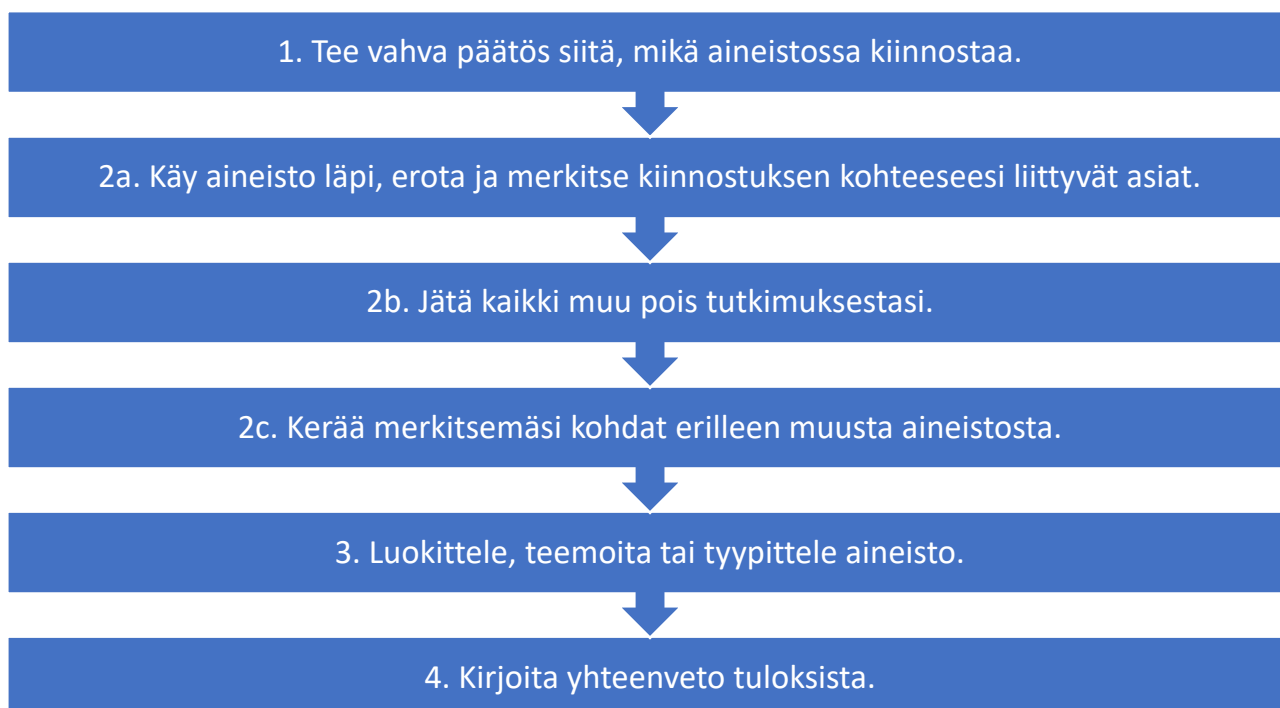 1. Tee vahva päätös siitä, mikä aineistossa kiinnostaa.
2a. Käy aineisto läpi, erota ja merkitse kiinnostuksen kohteeseesi liittyvät asiat.
2b. Jätä kaikki muu pois tutkimuksestasi.
2c. Kerää merkitsemäsi kohdat erilleen muusta aineistosta.
3. Luokittele, teemoita tai tyypittele aineisto.
4. Kirjoita yhteenveto tuloksista.